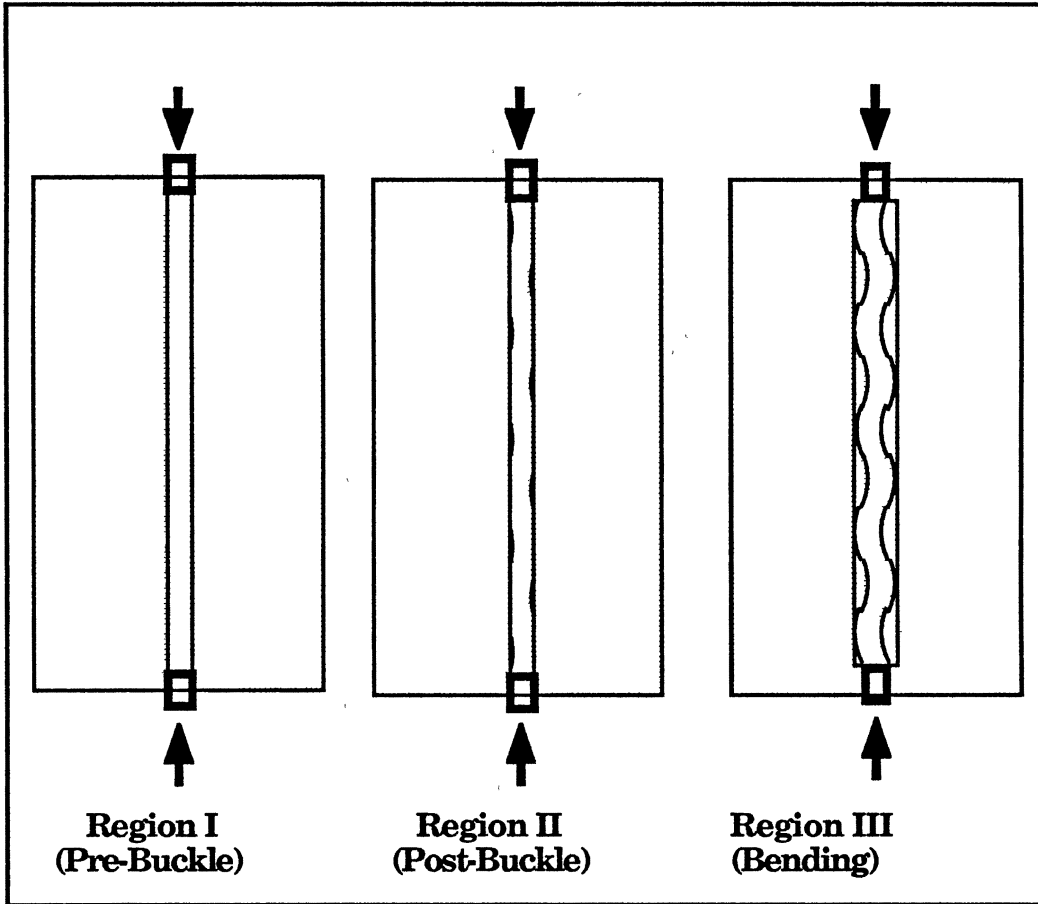 Region I
(Pre-Buckle)
Region II
(Post-Buckle)
Region III
(Bending)